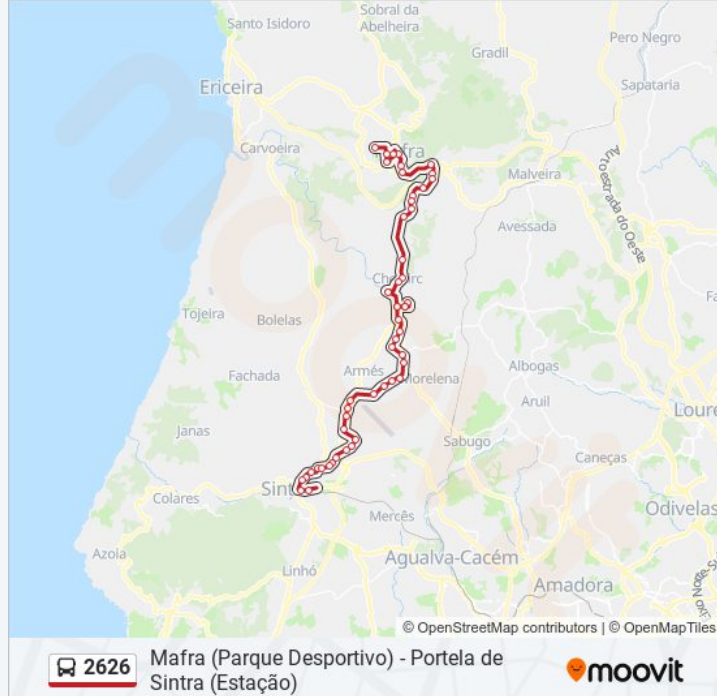 Sobral da
Abelheira
Santo Isidoro
Pero Negro
Gradil
Sapataria
Ericeira
Carvoeira
Malveira
Autoestrada do Oeste
Avessada
Tojeira
Bolelas
Armés
Albogas
Fachada
Morelena
Aruil
Loure
Janas
Sabugo
Caneças
Colares
Mercês
Odivelas
Azoia
Agualva-Cacém
Linhó
Amadora
© OpenStreetMap contributors | © OpenMapTiles
2626
Mafra (Parque Desportivo) - Portela de
Sintra (Estação)
moovit